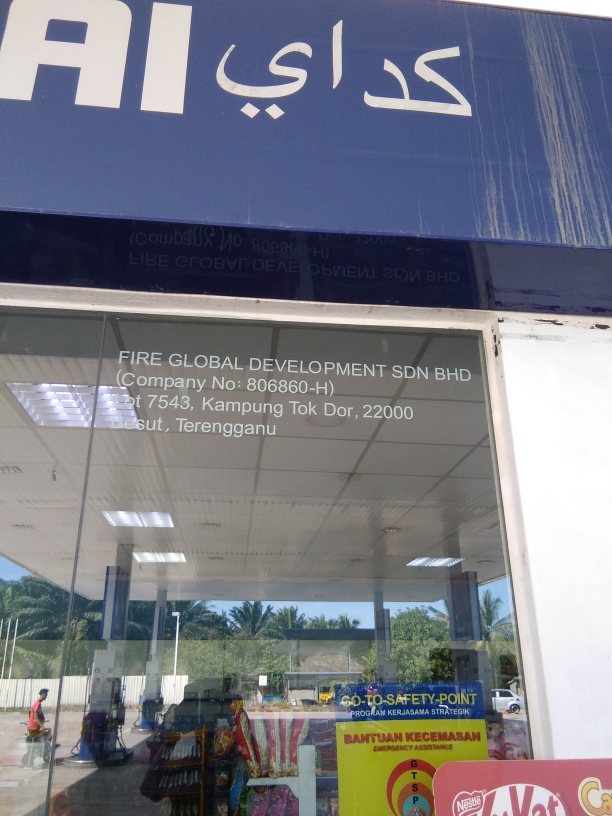 AI كداي
FIRE GLOBAL DEVELOPMENT SDN BHD
(Company No: 806860-H)
Lot 7543, Kampung Tok Dor, 22000
Besut, Terengganu
GO-TO-SAFETY-POINT
PROGRAM KERJASAMA STRATEGIK
BANTUAN KECEMASAN
EMERGENCY ASSISTANCE
G
T
S
P
Nestlé